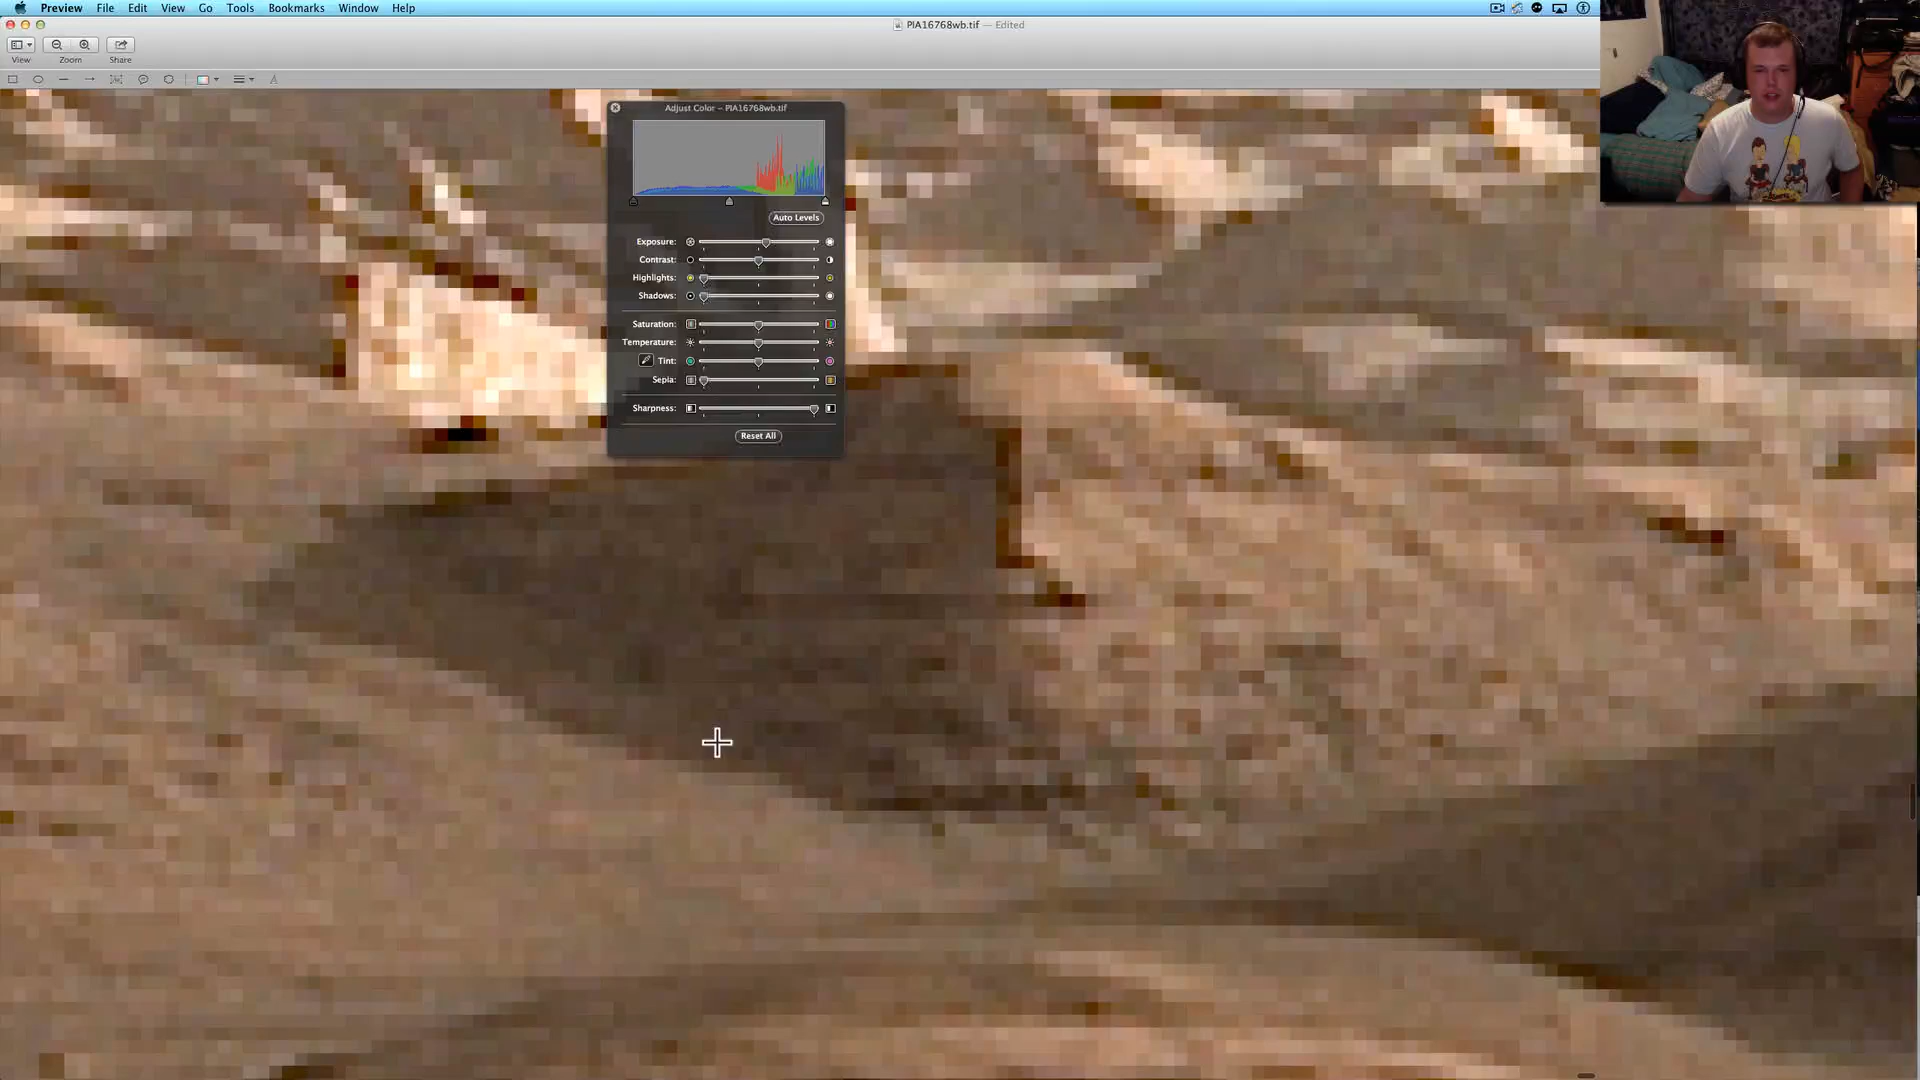 Preview File Edit View Go Tools Bookmarks Window Help
PIA16768wb.tif — Edited
View Zoom Share
Adjust Color – PIA16768wb.tif
Auto Levels
Exposure:
Contrast:
Highlights:
Shadows:
Saturation:
Temperature:
Tint:
Sepia:
Sharpness:
Reset All